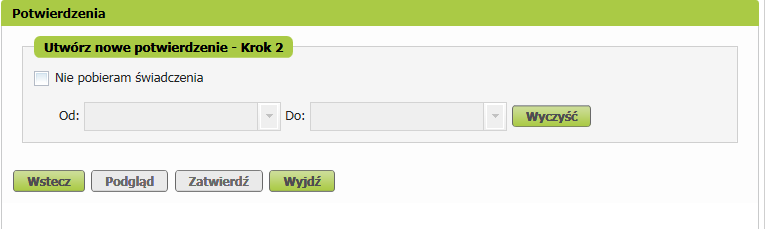 Potwierdzenia
Utwórz nowe potwierdzenie - Krok 2
Nie pobieram świadczenia
Od: Do: Wyczyść
Wstecz Podgląd Zatwierdź Wyjdź